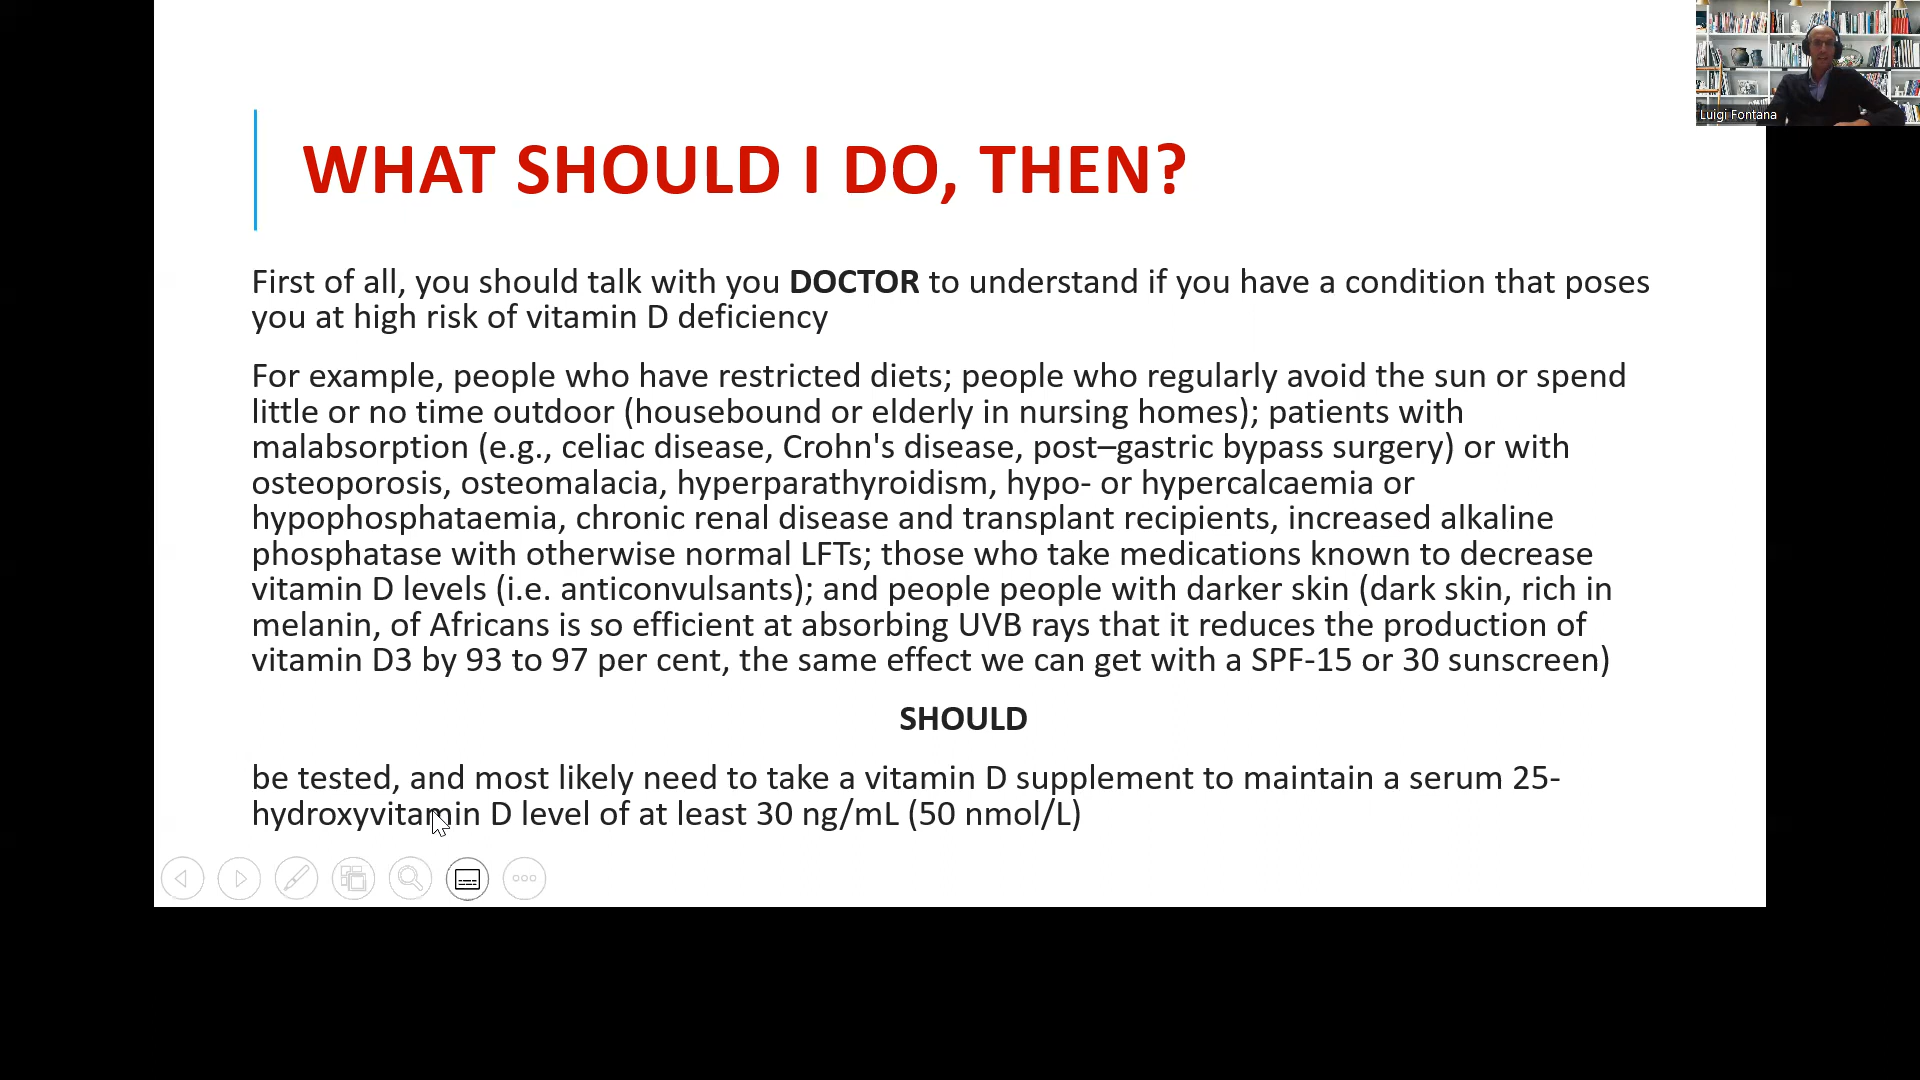 Luigi Fontana
WHAT SHOULD I DO, THEN?
First of all, you should talk with you DOCTOR to understand if you have a condition that poses
you at high risk of vitamin D deficiency
For example, people who have restricted diets; people who regularly avoid the sun or spend
little or no time outdoor (housebound or elderly in nursing homes); patients with
malabsorption (e.g., celiac disease, Crohn's disease, post–gastric bypass surgery) or with
osteoporosis, osteomalacia, hyperparathyroidism, hypo- or hypercalcaemia or
hypophosphataemia, chronic renal disease and transplant recipients, increased alkaline
phosphatase with otherwise normal LFTs; those who take medications known to decrease
vitamin D levels (i.e. anticonvulsants); and people people with darker skin (dark skin, rich in
melanin, of Africans is so efficient at absorbing UVB rays that it reduces the production of
vitamin D3 by 93 to 97 per cent, the same effect we can get with a SPF-15 or 30 sunscreen)
SHOULD
be tested, and most likely need to take a vitamin D supplement to maintain a serum 25-
hydroxyvitamin D level of at least 30 ng/mL (50 nmol/L)